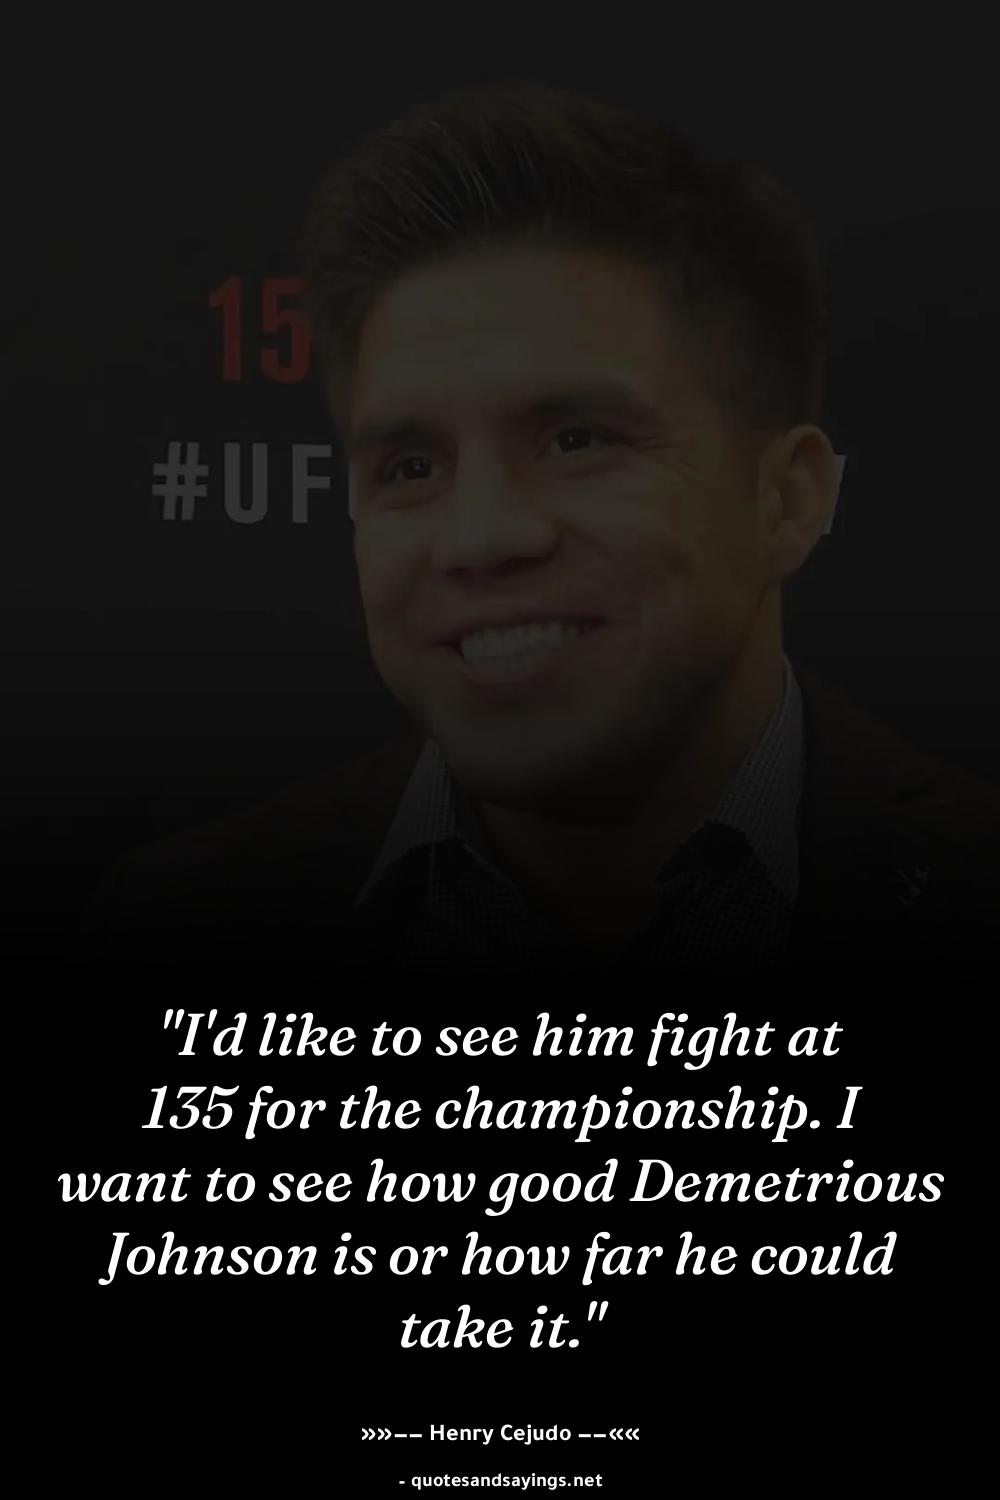 15
#UF
"I'd like to see him fight at
135 for the championship. I
want to see how good Demetrious
Johnson is or how far he could
take it."
»»–– Henry Cejudo ––««
- quotesandsayings.net